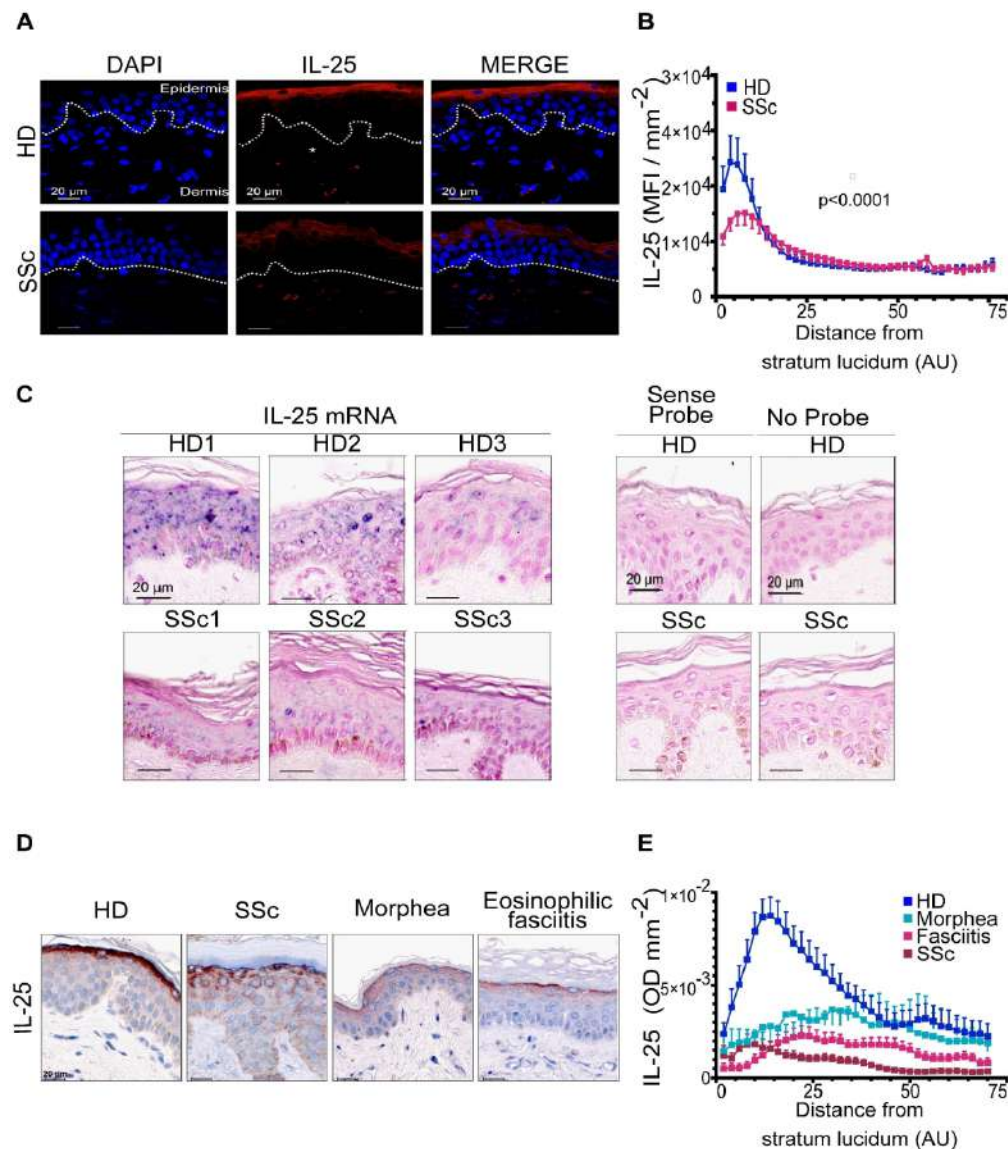 A
DAPI
IL-25
MERGE
HD
Epidermis
*
20 µm
Dermis
20 µm
20 µm
SSc
B
HD
SSc
p<0.0001
IL-25 (MFI / mm⁻²)
3×10⁴
4×10⁴
2×10⁴
1×10⁴
0
0
25
50
75
Distance from
stratum lucidum (AU)
C
IL-25 mRNA
HD1
HD2
HD3
20 µm
SSc1
SSc2
SSc3
Sense
Probe
No Probe
HD
HD
20 µm
20 µm
SSc
SSc
D
HD
SSc
Morphea
Eosinophilic
fasciitis
IL-25
20 µm
E
HD
Morphea
Fasciitis
SSc
IL-25 (OD mm⁻²)
1×10⁻²
5×10⁻³
0
0
25
50
75
Distance from
stratum lucidum (AU)